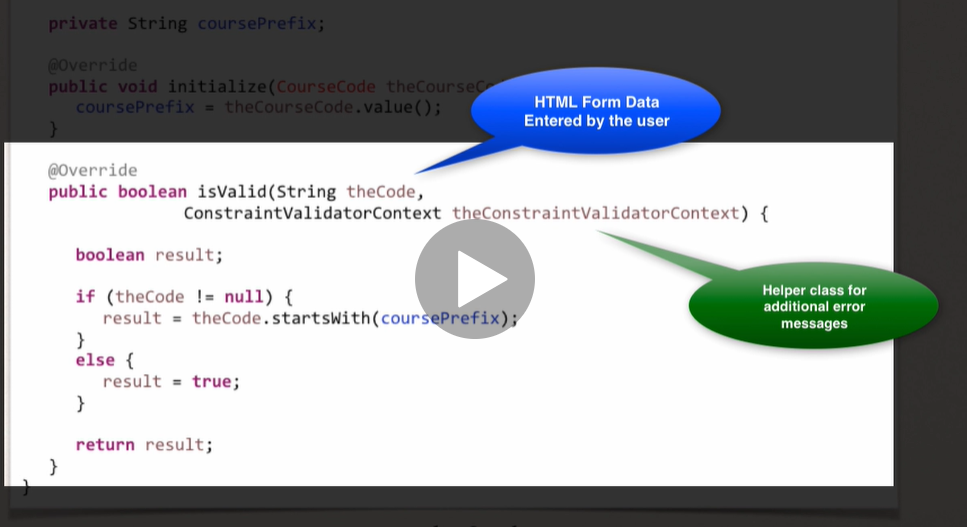 private String coursePrefix;
@Override
public void initialize(CourseCode theCourseC
coursePrefix = theCourseCode.value();
}
HTML Form Data
Entered by the user
@Override
public boolean isValid(String theCode,
ConstraintValidatorContext theConstraintValidatorContext) {
boolean result;
if (theCode != null) {
result = theCode.startsWith(coursePrefix);
}
else {
result = true;
}
return result;
}
}
Helper class for
additional error
messages